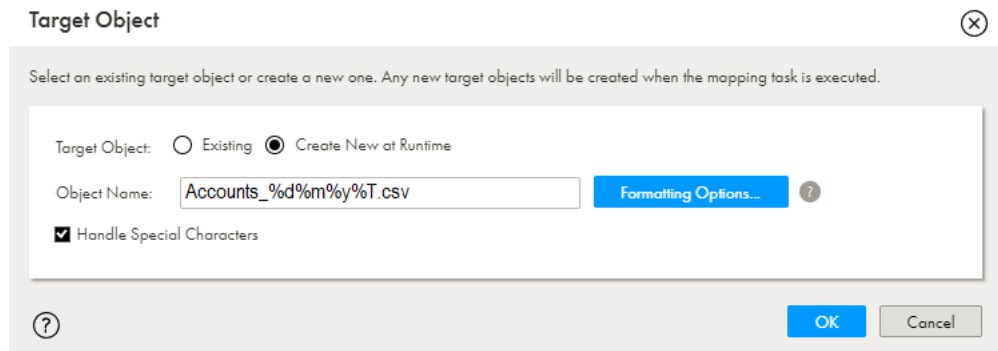 Target Object
Select an existing target object or create a new one. Any new target objects will be created when the mapping task is executed.
Target Object: Existing Create New at Runtime
Object Name: Accounts_%d%m%y%T.csv Formatting Options... ?
Handle Special Characters
? OK Cancel